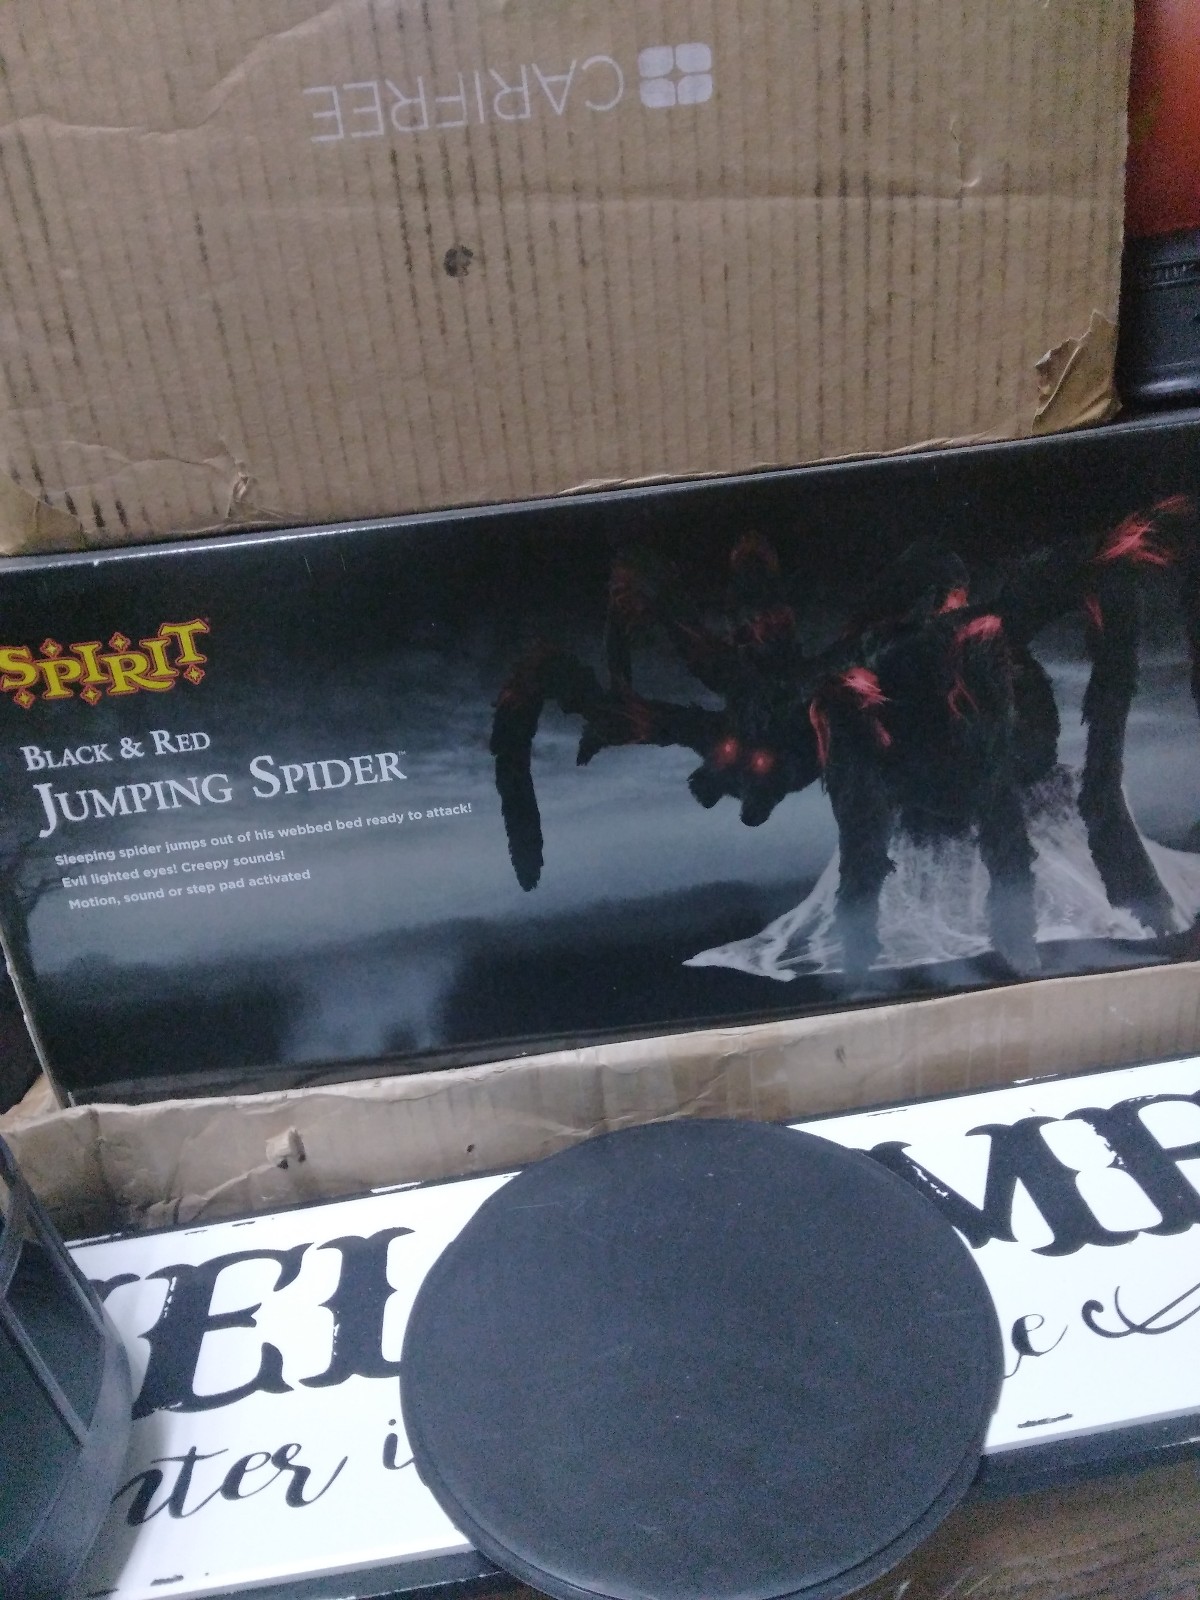 CARIFREE
SPIRIT
BLACK & RED
JUMPING SPIDER™
Sleeping spider jumps out of his webbed bed ready to attack!
Evil lighted eyes! Creepy sounds!
Motion, sound or step pad activated